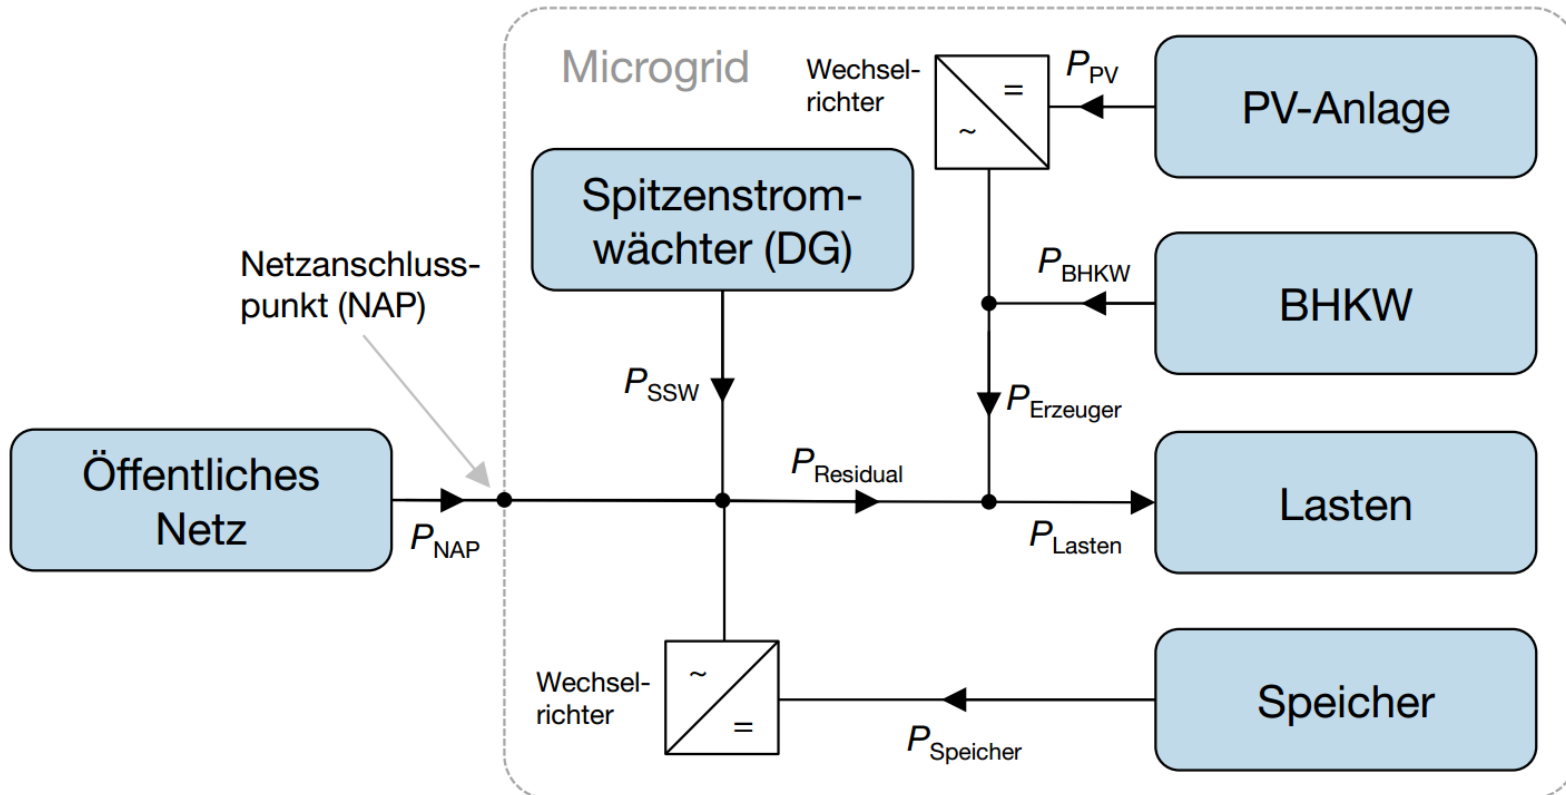 Microgrid
Wechsel-
richter
=
~
P_PV
PV-Anlage
Spitzenstrom-
wächter (DG)
Netzanschluss-
punkt (NAP)
P_BHKW
BHKW
P_SSW
P_Erzeuger
Öffentliches
Netz
P_NAP
P_Residual
P_Lasten
Lasten
Wechsel-
richter
~
=
P_Speicher
Speicher